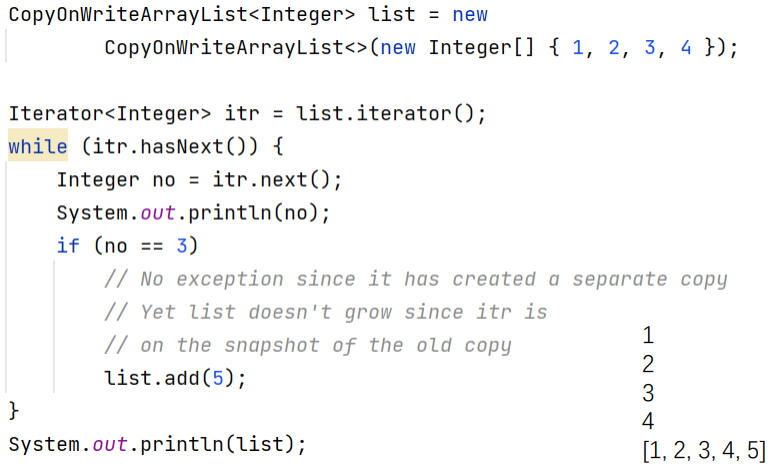 CopyOnWriteArrayList<Integer> list = new
CopyOnWriteArrayList<>(new Integer[] { 1, 2, 3, 4 });
Iterator<Integer> itr = list.iterator();
while (itr.hasNext()) {
Integer no = itr.next();
System.out.println(no);
if (no == 3)
// No exception since it has created a separate copy
// Yet list doesn't grow since itr is
// on the snapshot of the old copy
list.add(5);
}
System.out.println(list);
1
2
3
4
[1, 2, 3, 4, 5]